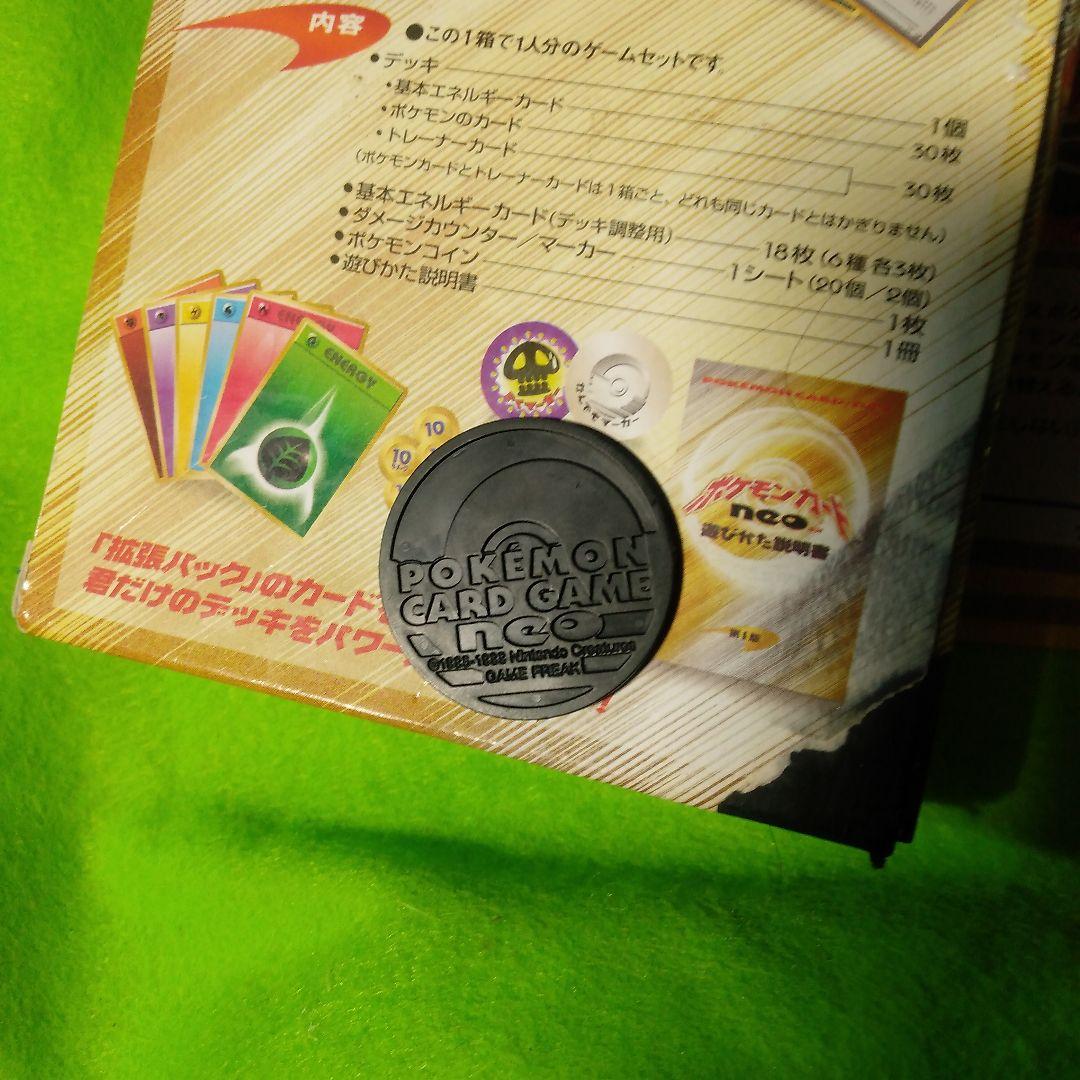 内容
●この1箱で1人分のゲームセットです。
●デッキ 1個
・基本エネルギーカード 30枚
・ポケモンのカード
・トレーナーカード 30枚
(ポケモンカードとトレーナーカードは1箱ごと、どれも同じカードとはかぎりません)
●基本エネルギーカード(デッキ調整用) 18枚(6種 各3枚)
●ダメージカウンター/マーカー 1シート(20個/2個)
●ポケモンコイン 1枚
●遊びかた説明書 1冊
ENERGY
ENERGY
10
10
POKÉMON CARD GAME
ポケモンカード
neo
遊びかた説明書
第1版
「拡張パック」のカード
君だけのデッキをパワー
POKÉMON
CARD GAME
neo
Nintendo Creatures
GAME FREAK